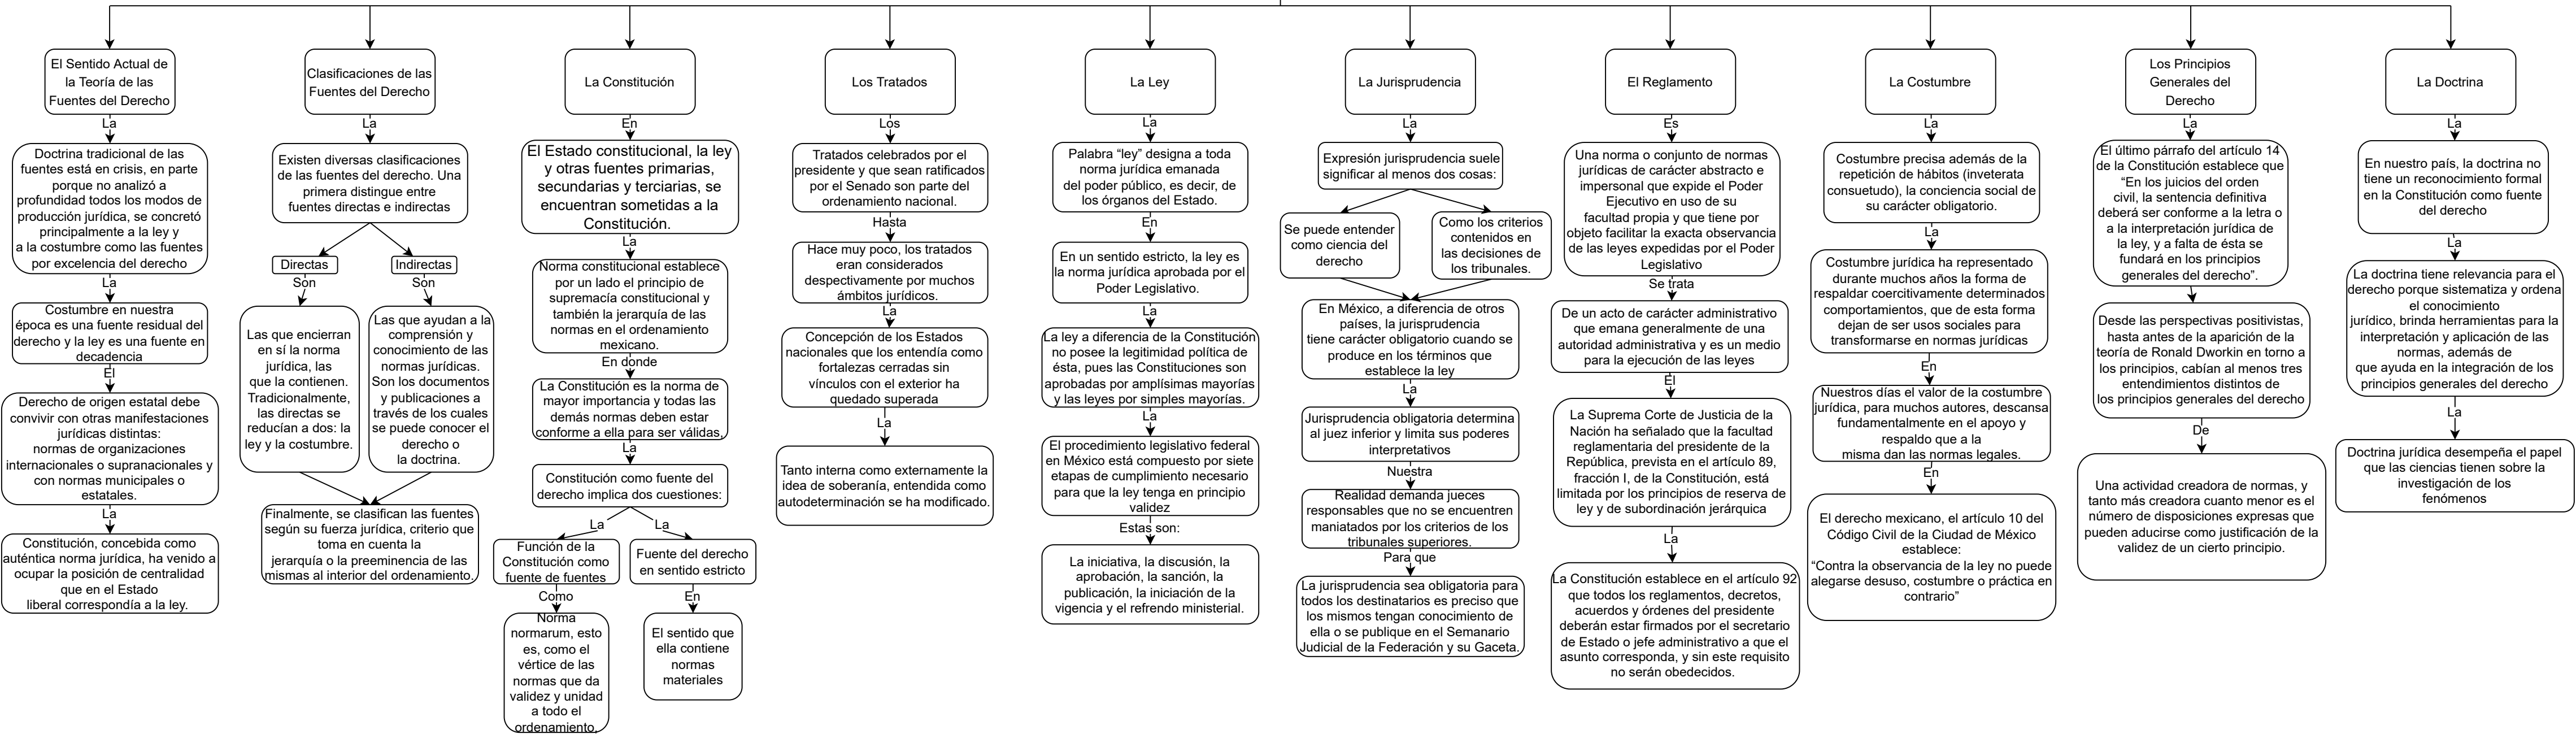 El Sentido Actual de
la Teoría de las
Fuentes del Derecho
La
Doctrina tradicional de las
fuentes está en crisis, en parte
porque no analizó a
profundidad todos los modos de
producción jurídica, se concretó
principalmente a la ley y
a la costumbre como las fuentes
por excelencia del derecho
La
Costumbre en nuestra
época es una fuente residual del
derecho y la ley es una fuente en
decadencia
El
Derecho de origen estatal debe
convivir con otras manifestaciones
jurídicas distintas:
normas de organizaciones
internacionales o supranacionales y
con normas municipales o
estatales.
La
Constitución, concebida como
auténtica norma jurídica, ha venido a
ocupar la posición de centralidad
que en el Estado
liberal correspondía a la ley.
Clasificaciones de las
Fuentes del Derecho
La
Existen diversas clasificaciones
de las fuentes del derecho. Una
primera distingue entre
fuentes directas e indirectas
Directas
Son
Las que encierran
en sí la norma
jurídica, las
que la contienen.
Tradicionalmente,
las directas se
reducían a dos: la
ley y la costumbre.
Indirectas
Son
Las que ayudan a la
comprensión y
conocimiento de las
normas jurídicas.
Son los documentos
y publicaciones a
través de los cuales
se puede conocer el
derecho o
la doctrina.
Finalmente, se clasifican las fuentes
según su fuerza jurídica, criterio que
toma en cuenta la
jerarquía o la preeminencia de las
mismas al interior del ordenamiento.
La Constitución
En
El Estado constitucional, la ley
y otras fuentes primarias,
secundarias y terciarias, se
encuentran sometidas a la
Constitución.
La
Norma constitucional establece
por un lado el principio de
supremacía constitucional y
también la jerarquía de las
normas en el ordenamiento
mexicano.
En donde
La Constitución es la norma de
mayor importancia y todas las
demás normas deben estar
conforme a ella para ser válidas,
La
Constitución como fuente del
derecho implica dos cuestiones:
La
Función de la
Constitución como
fuente de fuentes
Como
Norma
normarum, esto
es, como el
vértice de las
normas que da
validez y unidad
a todo el
ordenamiento,
La
Fuente del derecho
en sentido estricto
En
El sentido que
ella contiene
normas
materiales
Los Tratados
Los
Tratados celebrados por el
presidente y que sean ratificados
por el Senado son parte del
ordenamiento nacional.
Hasta
Hace muy poco, los tratados
eran considerados
despectivamente por muchos
ámbitos jurídicos.
La
Concepción de los Estados
nacionales que los entendía como
fortalezas cerradas sin
vínculos con el exterior ha
quedado superada
La
Tanto interna como externamente la
idea de soberanía, entendida como
autodeterminación se ha modificado.
La Ley
La
Palabra “ley” designa a toda
norma jurídica emanada
del poder público, es decir, de
los órganos del Estado.
En
En un sentido estricto, la ley es
la norma jurídica aprobada por el
Poder Legislativo.
La
La ley a diferencia de la Constitución
no posee la legitimidad política de
ésta, pues las Constituciones son
aprobadas por amplísimas mayorías
y las leyes por simples mayorías.
La
El procedimiento legislativo federal
en México está compuesto por siete
etapas de cumplimiento necesario
para que la ley tenga en principio
validez
Estas son:
La iniciativa, la discusión, la
aprobación, la sanción, la
publicación, la iniciación de la
vigencia y el refrendo ministerial.
La Jurisprudencia
La
Expresión jurisprudencia suele
significar al menos dos cosas:
Se puede entender
como ciencia del
derecho
Como los criterios
contenidos en
las decisiones de
los tribunales.
En México, a diferencia de otros
países, la jurisprudencia
tiene carácter obligatorio cuando se
produce en los términos que
establece la ley
La
Jurisprudencia obligatoria determina
al juez inferior y limita sus poderes
interpretativos
Nuestra
Realidad demanda jueces
responsables que no se encuentren
maniatados por los criterios de los
tribunales superiores.
Para que
La jurisprudencia sea obligatoria para
todos los destinatarios es preciso que
los mismos tengan conocimiento de
ella o se publique en el Semanario
Judicial de la Federación y su Gaceta.
El Reglamento
Es
Una norma o conjunto de normas
jurídicas de carácter abstracto e
impersonal que expide el Poder
Ejecutivo en uso de su
facultad propia y que tiene por
objeto facilitar la exacta observancia
de las leyes expedidas por el Poder
Legislativo
Se trata
De un acto de carácter administrativo
que emana generalmente de una
autoridad administrativa y es un medio
para la ejecución de las leyes
El
La Suprema Corte de Justicia de la
Nación ha señalado que la facultad
reglamentaria del presidente de la
República, prevista en el artículo 89,
fracción I, de la Constitución, está
limitada por los principios de reserva de
ley y de subordinación jerárquica
La
La Constitución establece en el artículo 92
que todos los reglamentos, decretos,
acuerdos y órdenes del presidente
deberán estar firmados por el secretario
de Estado o jefe administrativo a que el
asunto corresponda, y sin este requisito
no serán obedecidos.
La Costumbre
La
Costumbre precisa además de la
repetición de hábitos (inveterata
consuetudo), la conciencia social de
su carácter obligatorio.
La
Costumbre jurídica ha representado
durante muchos años la forma de
respaldar coercitivamente determinados
comportamientos, que de esta forma
dejan de ser usos sociales para
transformarse en normas jurídicas
En
Nuestros días el valor de la costumbre
jurídica, para muchos autores, descansa
fundamentalmente en el apoyo y
respaldo que a la
misma dan las normas legales.
En
El derecho mexicano, el artículo 10 del
Código Civil de la Ciudad de México
establece:
“Contra la observancia de la ley no puede
alegarse desuso, costumbre o práctica en
contrario”
Los Principios
Generales del
Derecho
La
El último párrafo del artículo 14
de la Constitución establece que
“En los juicios del orden
civil, la sentencia definitiva
deberá ser conforme a la letra o
a la interpretación jurídica de
la ley, y a falta de ésta se
fundará en los principios
generales del derecho”.
Desde las perspectivas positivistas,
hasta antes de la aparición de la
teoría de Ronald Dworkin en torno a
los principios, cabían al menos tres
entendimientos distintos de
los principios generales del derecho
De
Una actividad creadora de normas, y
tanto más creadora cuanto menor es el
número de disposiciones expresas que
pueden aducirse como justificación de la
validez de un cierto principio.
La Doctrina
La
En nuestro país, la doctrina no
tiene un reconocimiento formal
en la Constitución como fuente
del derecho
La
La doctrina tiene relevancia para el
derecho porque sistematiza y ordena
el conocimiento
jurídico, brinda herramientas para la
interpretación y aplicación de las
normas, además de
que ayuda en la integración de los
principios generales del derecho
La
Doctrina jurídica desempeña el papel
que las ciencias tienen sobre la
investigación de los
fenómenos